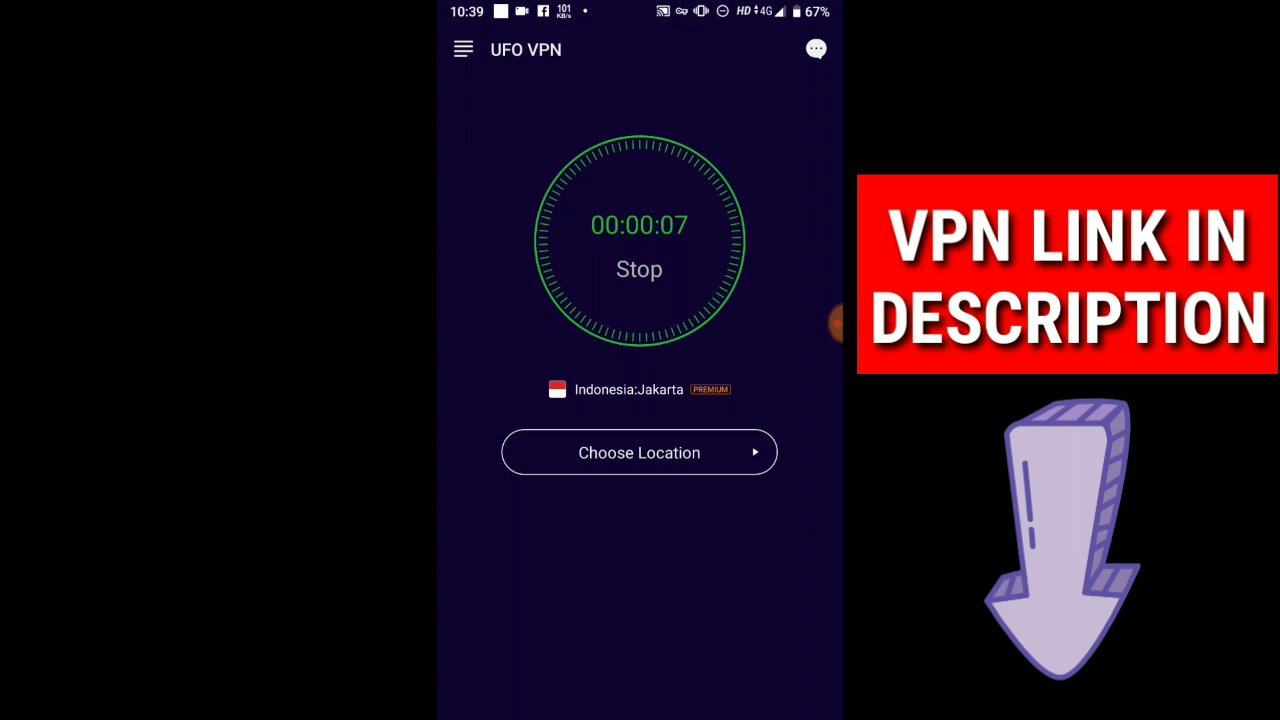 10:39 101 KB/s HD 4G 67%
UFO VPN
00:00:07
Stop
Indonesia:Jakarta PREMIUM
Choose Location
VPN LINK IN
DESCRIPTION